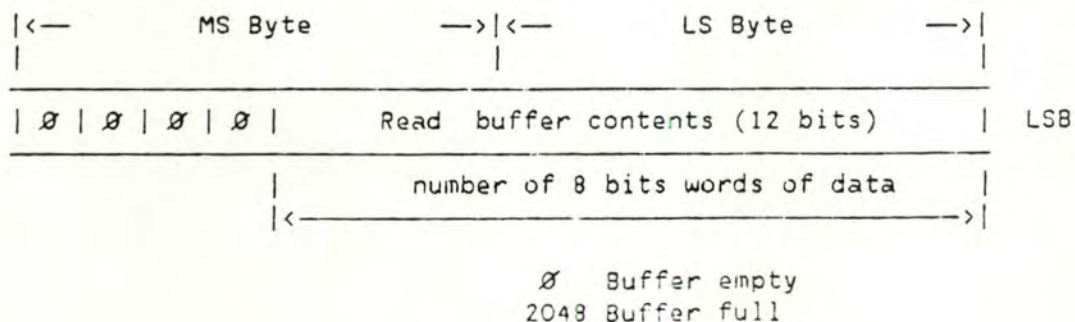 |<— MS Byte —>|<— LS Byte —>|
| Ø | Ø | Ø | Ø | Read buffer contents (12 bits) | LSB
| number of 8 bits words of data |
Ø Buffer empty
2048 Buffer full